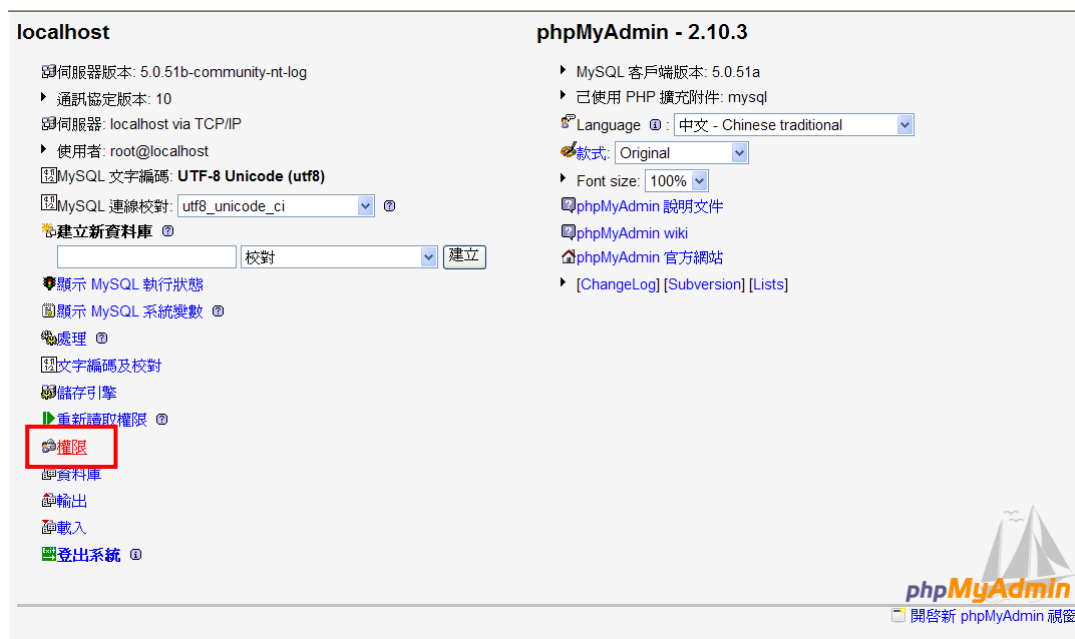 localhost
伺服器版本: 5.0.51b-community-nt-log
通訊協定版本: 10
伺服器: localhost via TCP/IP
使用者: root@localhost
MySQL 文字編碼: UTF-8 Unicode (utf8)
MySQL 連線校對: utf8_unicode_ci
建立新資料庫
校對 建立
顯示 MySQL 執行狀態
顯示 MySQL 系統變數
處理
文字編碼及校對
儲存引擎
重新讀取權限
權限
資料庫
輸出
載入
登出系統
phpMyAdmin - 2.10.3
MySQL 客戶端版本: 5.0.51a
已使用 PHP 擴充附件: mysql
Language : 中文 - Chinese traditional
款式: Original
Font size: 100%
phpMyAdmin 說明文件
phpMyAdmin wiki
phpMyAdmin 官方網站
[ChangeLog] [Subversion] [Lists]
phpMyAdmin
開啓新 phpMyAdmin 視窗